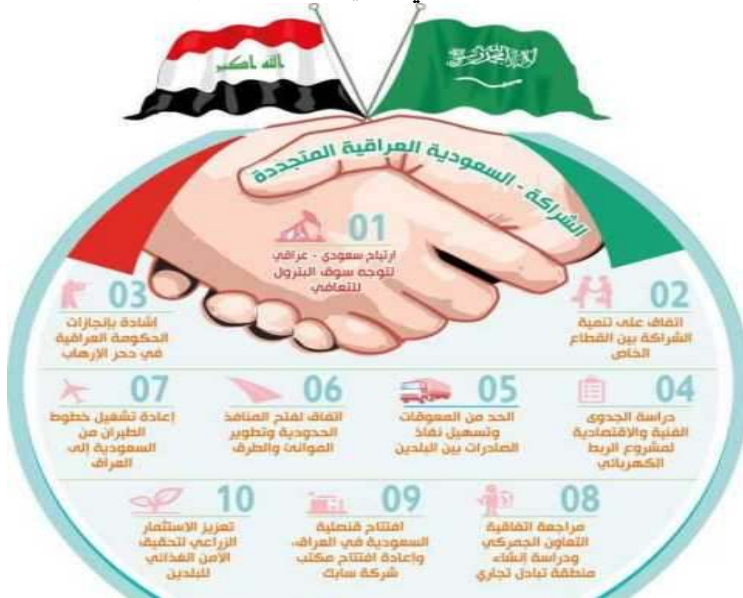 الله اكبر
الشراكة - السعودية العراقية المتجددة
01
ارتياح سعودي - عراقي
لتوجه سوق البترول
للتعافي
02
اتفاق على تنمية
الشراكة بين القطاع
الخاص
03
إشادة بإنجازات
الحكومة العراقية
في دحر الإرهاب
04
دراسة الجدوى
الفنية والاقتصادية
لمشروع الربط
الكهربائي
05
الحد من المعوقات
وتسهيل نفاذ
الصادرات بين البلدين
06
اتفاق لفتح المنافذ
الحدودية وتطوير
الموانئ والطرق
07
إعادة تشغيل خطوط
الطيران من
السعودية إلى
العراق
08
مراجعة اتفاقية
التعاون الجمركي
ودراسة إنشاء
منطقة تبادل تجاري
09
افتتاح قنصلية
السعودية في العراق،
وإعادة افتتاح مكتب
شركة سابك
10
تعزيز الاستثمار
الزراعي لتحقيق
الأمن الغذائي
للبلدين